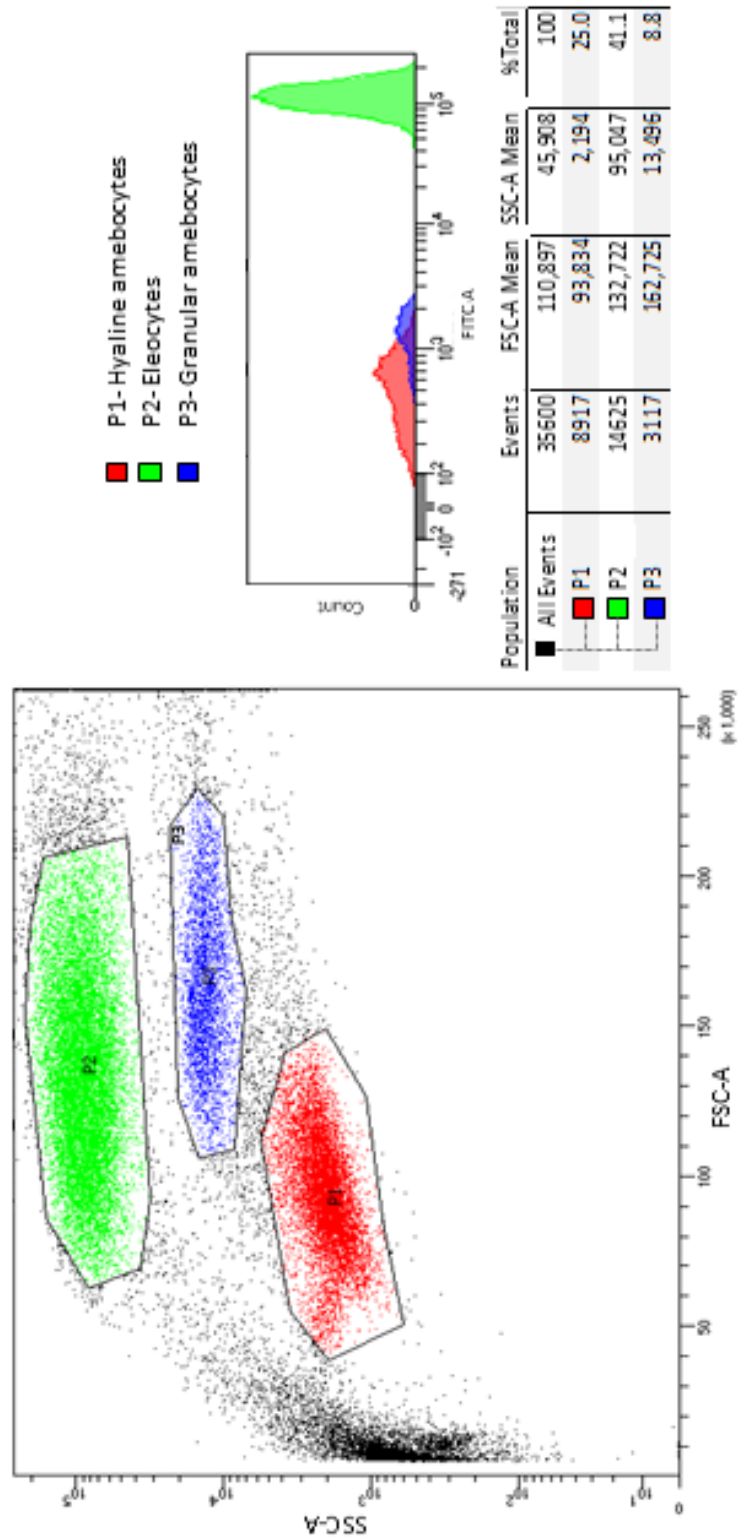 P1- Hyaline amebocytes
P2- Eleocytes
P3- Granular amebocytes
SSC-A
10^5
10^4
10^3
10^2
0
P2
P3
P1
50
100
150
200
250
(x 1,000)
FSC-A
Count
0
-271
-10^2
0
10^2
10^3
10^4
10^5
FITC-A
Population Events FSC-A Mean SSC-A Mean %Total
All Events 35600 110,897 45,908 100
P1 8917 93,834 2,194 25.0
P2 14625 132,722 95,047 41.1
P3 3117 162,725 13,496 8.8